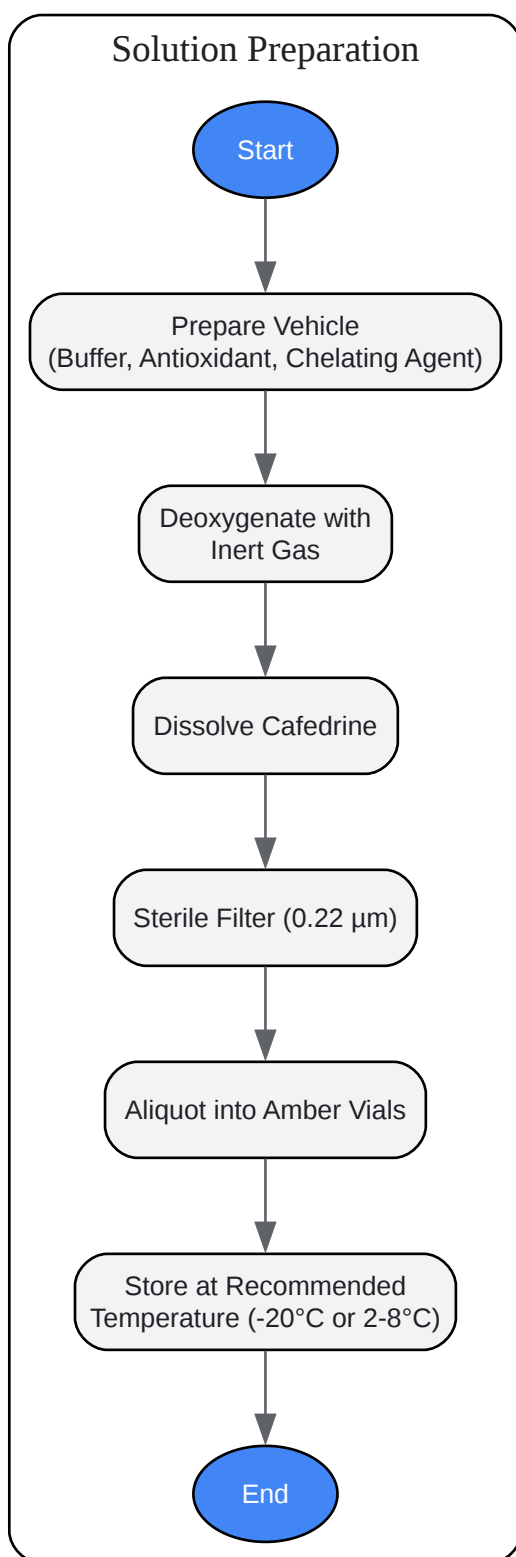 Solution Preparation
Start
Prepare Vehicle
(Buffer, Antioxidant, Chelating Agent)
Deoxygenate with
Inert Gas
Dissolve Cafedrine
Sterile Filter (0.22 µm)
Aliquot into Amber Vials
Store at Recommended
Temperature (-20°C or 2-8°C)
End